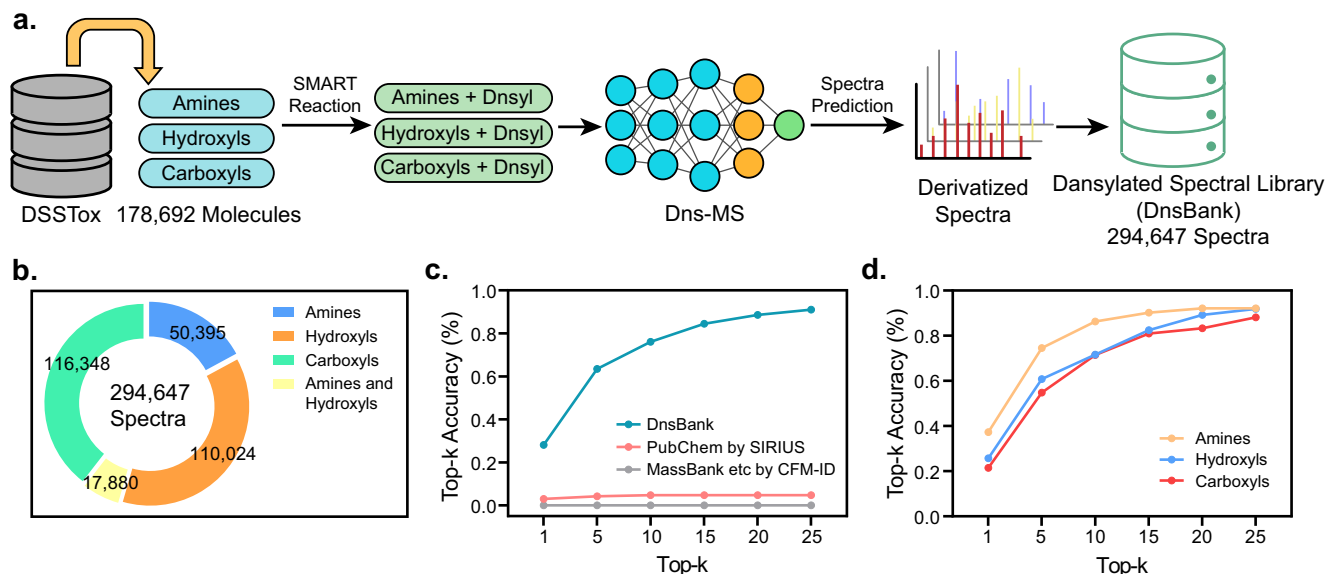 a.
DSSTox
178,692 Molecules
Amines
Hydroxyls
Carboxyls
SMART
Reaction
Amines + Dnsyl
Hydroxyls + Dnsyl
Carboxyls + Dnsyl
Dns-MS
Spectra
Prediction
Derivatized
Spectra
Dansylated Spectral Library
(DnsBank)
294,647 Spectra
b.
50,395
110,024
17,880
116,348
294,647
Spectra
Amines
Hydroxyls
Carboxyls
Amines and
Hydroxyls
c.
Top-k Accuracy (%)
1.0
0.8
0.6
0.4
0.2
0.0
DnsBank
PubChem by SIRIUS
MassBank etc by CFM-ID
1 5 10 15 20 25
Top-k
d.
Top-k Accuracy (%)
1.0
0.8
0.6
0.4
0.2
0.0
Amines
Hydroxyls
Carboxyls
1 5 10 15 20 25
Top-k